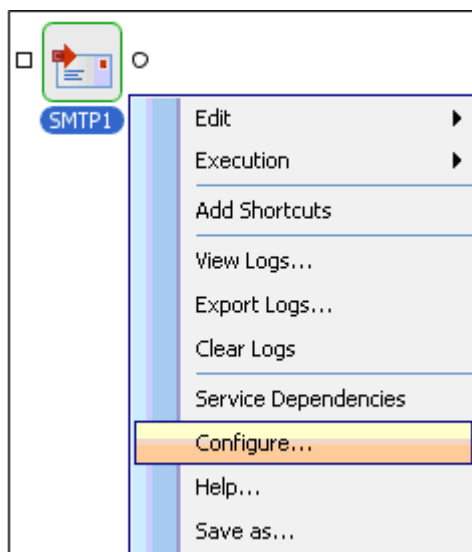 SMTP1
Edit
Execution
Add Shortcuts
View Logs...
Export Logs...
Clear Logs
Service Dependencies
Configure...
Help...
Save as...